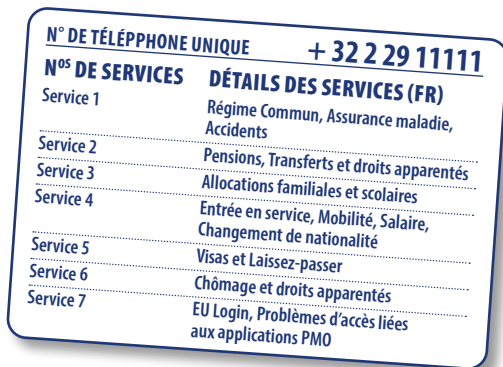 N° DE TÉLÉPPHONE UNIQUE + 32 2 29 11111
Nos DE SERVICES DÉTAILS DES SERVICES (FR)
Service 1 Régime Commun, Assurance maladie,
Accidents
Service 2 Pensions, Transferts et droits apparentés
Service 3 Allocations familiales et scolaires
Service 4 Entrée en service, Mobilité, Salaire,
Changement de nationalité
Service 5 Visas et Laissez-passer
Service 6 Chômage et droits apparentés
Service 7 EU Login, Problèmes d’accès liées
aux applications PMO